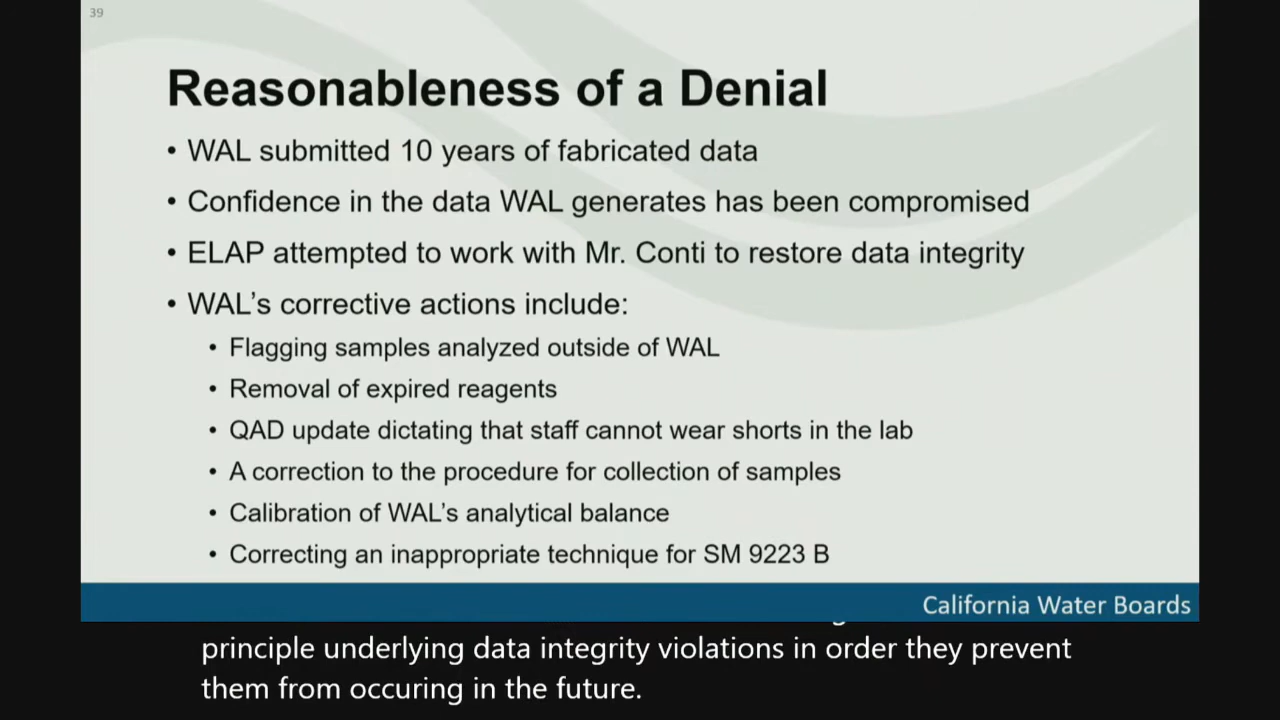 39
Reasonableness of a Denial
• WAL submitted 10 years of fabricated data
• Confidence in the data WAL generates has been compromised
• ELAP attempted to work with Mr. Conti to restore data integrity
• WAL’s corrective actions include:
• Flagging samples analyzed outside of WAL
• Removal of expired reagents
• QAD update dictating that staff cannot wear shorts in the lab
• A correction to the procedure for collection of samples
• Calibration of WAL’s analytical balance
• Correcting an inappropriate technique for SM 9223 B
California Water Boards
principle underlying data integrity violations in order they prevent
them from occuring in the future.